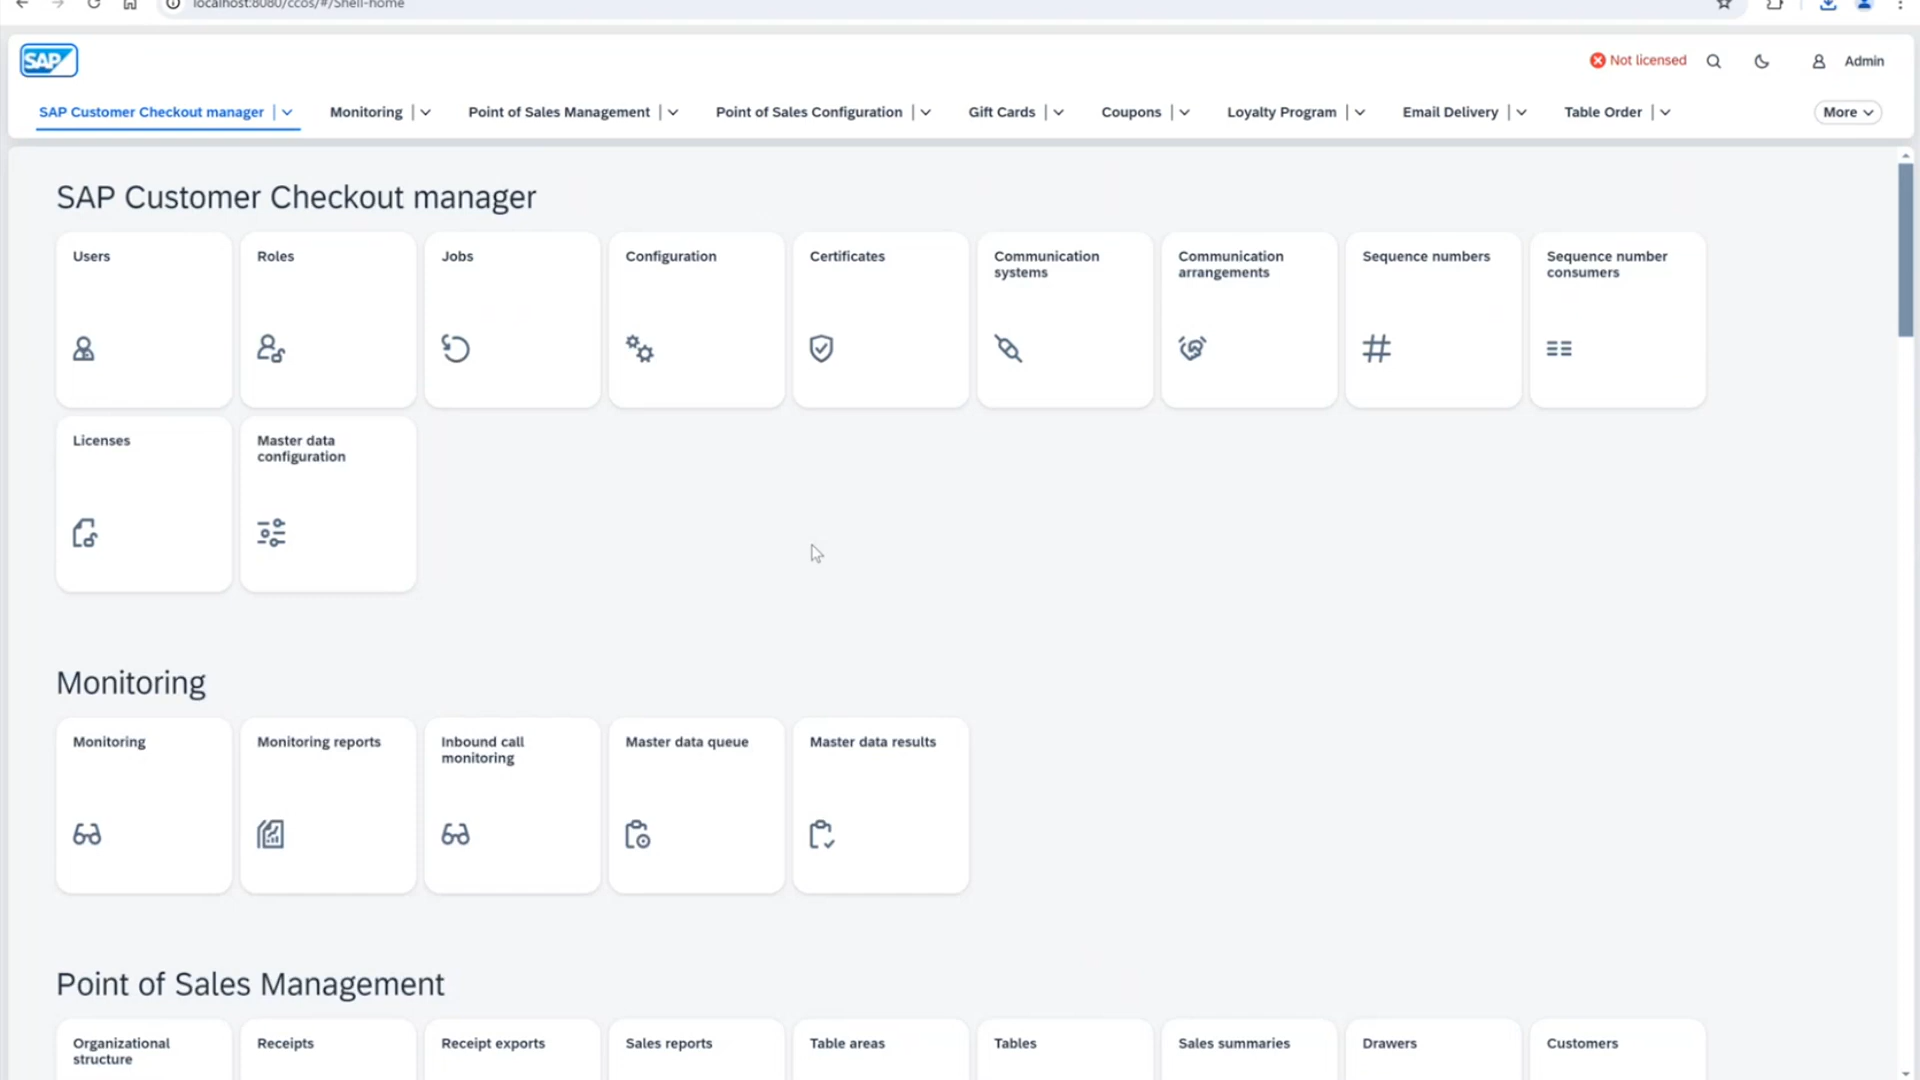 localhost:8080/ccos/#/Shell-home
SAP
Not licensed
Admin
SAP Customer Checkout manager
Monitoring
Point of Sales Management
Point of Sales Configuration
Gift Cards
Coupons
Loyalty Program
Email Delivery
Table Order
More
SAP Customer Checkout manager
Users
Roles
Jobs
Configuration
Certificates
Communication
systems
Communication
arrangements
Sequence numbers
Sequence number
consumers
Licenses
Master data
configuration
Monitoring
Monitoring
Monitoring reports
Inbound call
monitoring
Master data queue
Master data results
Point of Sales Management
Organizational
structure
Receipts
Receipt exports
Sales reports
Table areas
Tables
Sales summaries
Drawers
Customers